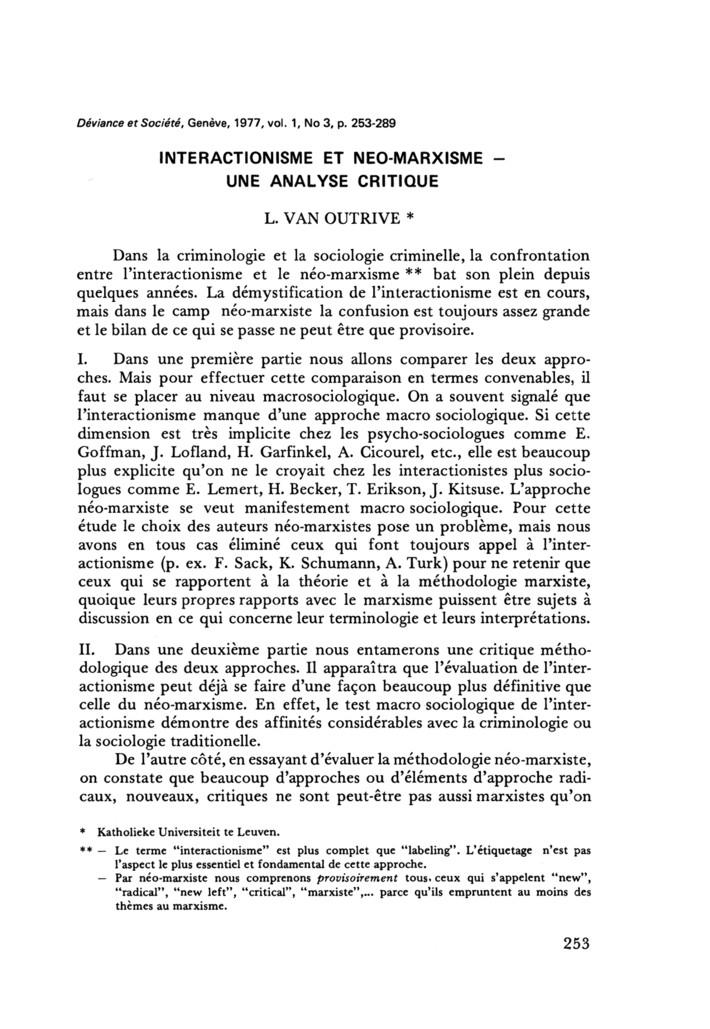 Déviance et Société, Genève, 1977, vol. 1, No 3, p. 253-289
INTERACTIONISME ET NEO-MARXISME –
UNE ANALYSE CRITIQUE
L. VAN OUTRIVE *
Dans la criminologie et la sociologie criminelle, la confrontation
entre l'interactionisme et le néo-marxisme ** bat son plein depuis
quelques années. La démystification de l'interactionisme est en cours,
mais dans le camp néo-marxiste la confusion est toujours assez grande
et le bilan de ce qui se passe ne peut être que provisoire.
I. Dans une première partie nous allons comparer les deux appro-
ches. Mais pour effectuer cette comparaison en termes convenables, il
faut se placer au niveau macrosociologique. On a souvent signalé que
l'interactionisme manque d'une approche macro sociologique. Si cette
dimension est très implicite chez les psycho-sociologues comme E.
Goffman, J. Lofland, H. Garfinkel, A. Cicourel, etc., elle est beaucoup
plus explicite qu'on ne le croyait chez les interactionistes plus socio-
logues comme E. Lemert, H. Becker, T. Erikson, J. Kitsuse. L'approche
néo-marxiste se veut manifestement macro sociologique. Pour cette
étude le choix des auteurs néo-marxistes pose un problème, mais nous
avons en tous cas éliminé ceux qui font toujours appel à l'inter-
actionisme (p. ex. F. Sack, K. Schumann, A. Turk) pour ne retenir que
ceux qui se rapportent à la théorie et à la méthodologie marxiste,
quoique leurs propres rapports avec le marxisme puissent être sujets à
discussion en ce qui concerne leur terminologie et leurs interprétations.
II. Dans une deuxième partie nous entamerons une critique métho-
dologique des deux approches. Il apparaîtra que l'évaluation de l'inter-
actionisme peut déjà se faire d'une façon beaucoup plus définitive que
celle du néo-marxisme. En effet, le test macro sociologique de l'inter-
actionisme démontre des affinités considérables avec la criminologie ou
la sociologie traditionelle.
De l'autre côté, en essayant d'évaluer la méthodologie néo-marxiste,
on constate que beaucoup d'approches ou d'éléments d'approche radi-
caux, nouveaux, critiques ne sont peut-être pas aussi marxistes qu'on
* Katholieke Universiteit te Leuven.
** – Le terme "interactionisme" est plus complet que "labeling". L'étiquetage n'est pas
l'aspect le plus essentiel et fondamental de cette approche.
– Par néo-marxiste nous comprenons provisoirement tous. ceux qui s'appelent "new",
"radical", "new left", "critical", "marxiste",... parce qu'ils empruntent au moins des
thèmes au marxisme.
253